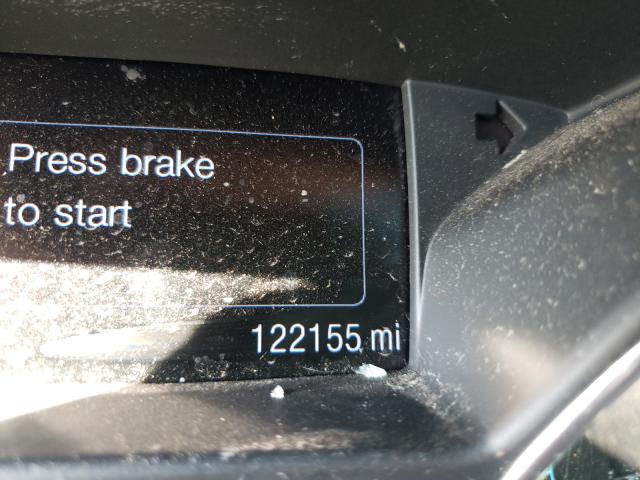 Press brake
to start
122155 mi